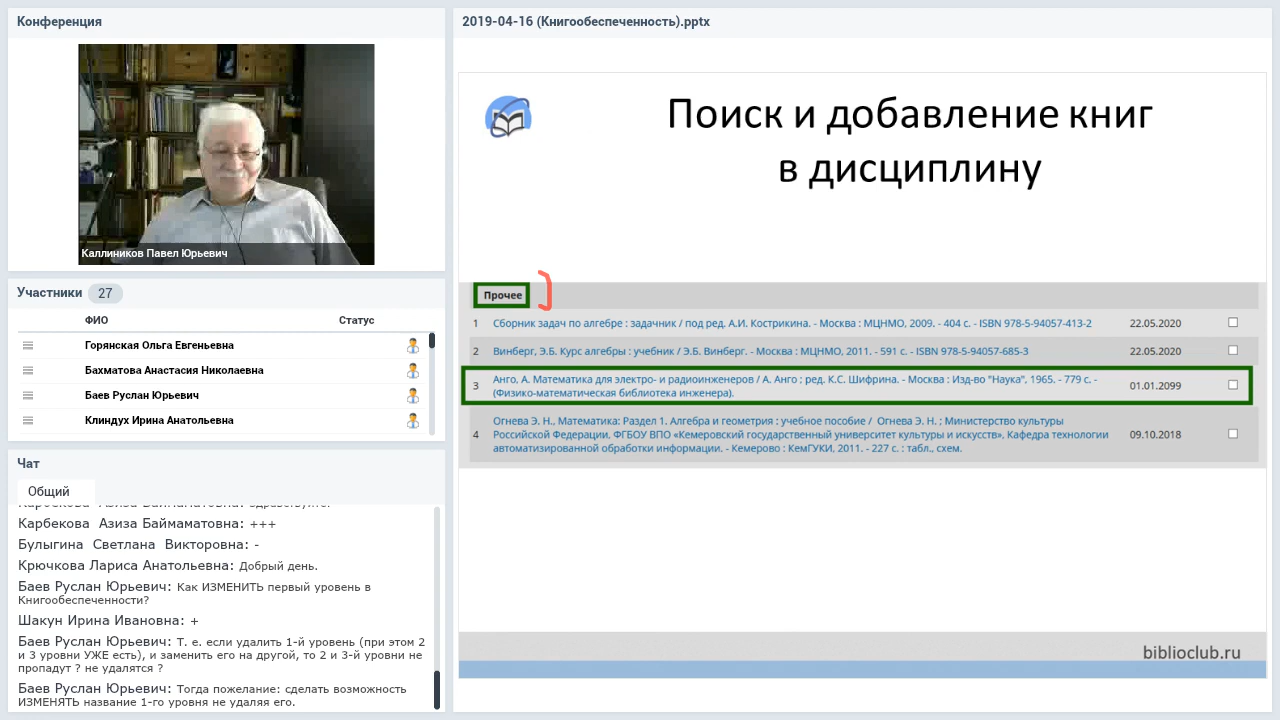 Конференция
Каллиников Павел Юрьевич
Участники 27
ФИО Статус
Горянская Ольга Евгеньевна
Бахматова Анастасия Николаевна
Баев Руслан Юрьевич
Клиндух Ирина Анатольевна
Чат
Общий
Карбекова Азиза Баймаматовна: +++
Булыгина Светлана Викторовна: -
Крючкова Лариса Анатольевна: Добрый день.
Баев Руслан Юрьевич: Как ИЗМЕНИТЬ первый уровень в
Книгообеспеченности?
Шакун Ирина Ивановна: +
Баев Руслан Юрьевич: Т. е. если удалить 1-й уровень (при этом 2
и 3 уровни УЖЕ есть), и заменить его на другой, то 2 и 3-й уровни не
пропадут ? не удалятся ?
Баев Руслан Юрьевич: Тогда пожелание: сделать возможность
ИЗМЕНЯТЬ название 1-го уровня не удаляя его.
2019-04-16 (Книгообеспеченность).pptx
Поиск и добавление книг
в дисциплину
Прочее
1 Сборник задач по алгебре : задачник / под ред. А.И. Кострикина. - Москва : МЦНМО, 2009. - 404 с. - ISBN 978-5-94057-413-2 22.05.2020
2 Винберг, Э.Б. Курс алгебры : учебник / Э.Б. Винберг. - Москва : МЦНМО, 2011. - 591 с. - ISBN 978-5-94057-685-3 22.05.2020
3 Анго, А. Математика для электро- и радиоинженеров / А. Анго ; ред. К.С. Шифрина. - Москва : Изд-во "Наука", 1965. - 779 с. - 01.01.2099
(Физико-математическая библиотека инженера).
Огнева Э. Н., Математика: Раздел 1. Алгебра и геометрия : учебное пособие / Огнева Э. Н. ; Министерство культуры
4 Российской Федерации, ФГБОУ ВПО «Кемеровский государственный университет культуры и искусств», Кафедра технологии 09.10.2018
автоматизированной обработки информации. - Кемерово : КемГУКИ, 2011. - 227 с. : табл., схем.
biblioclub.ru